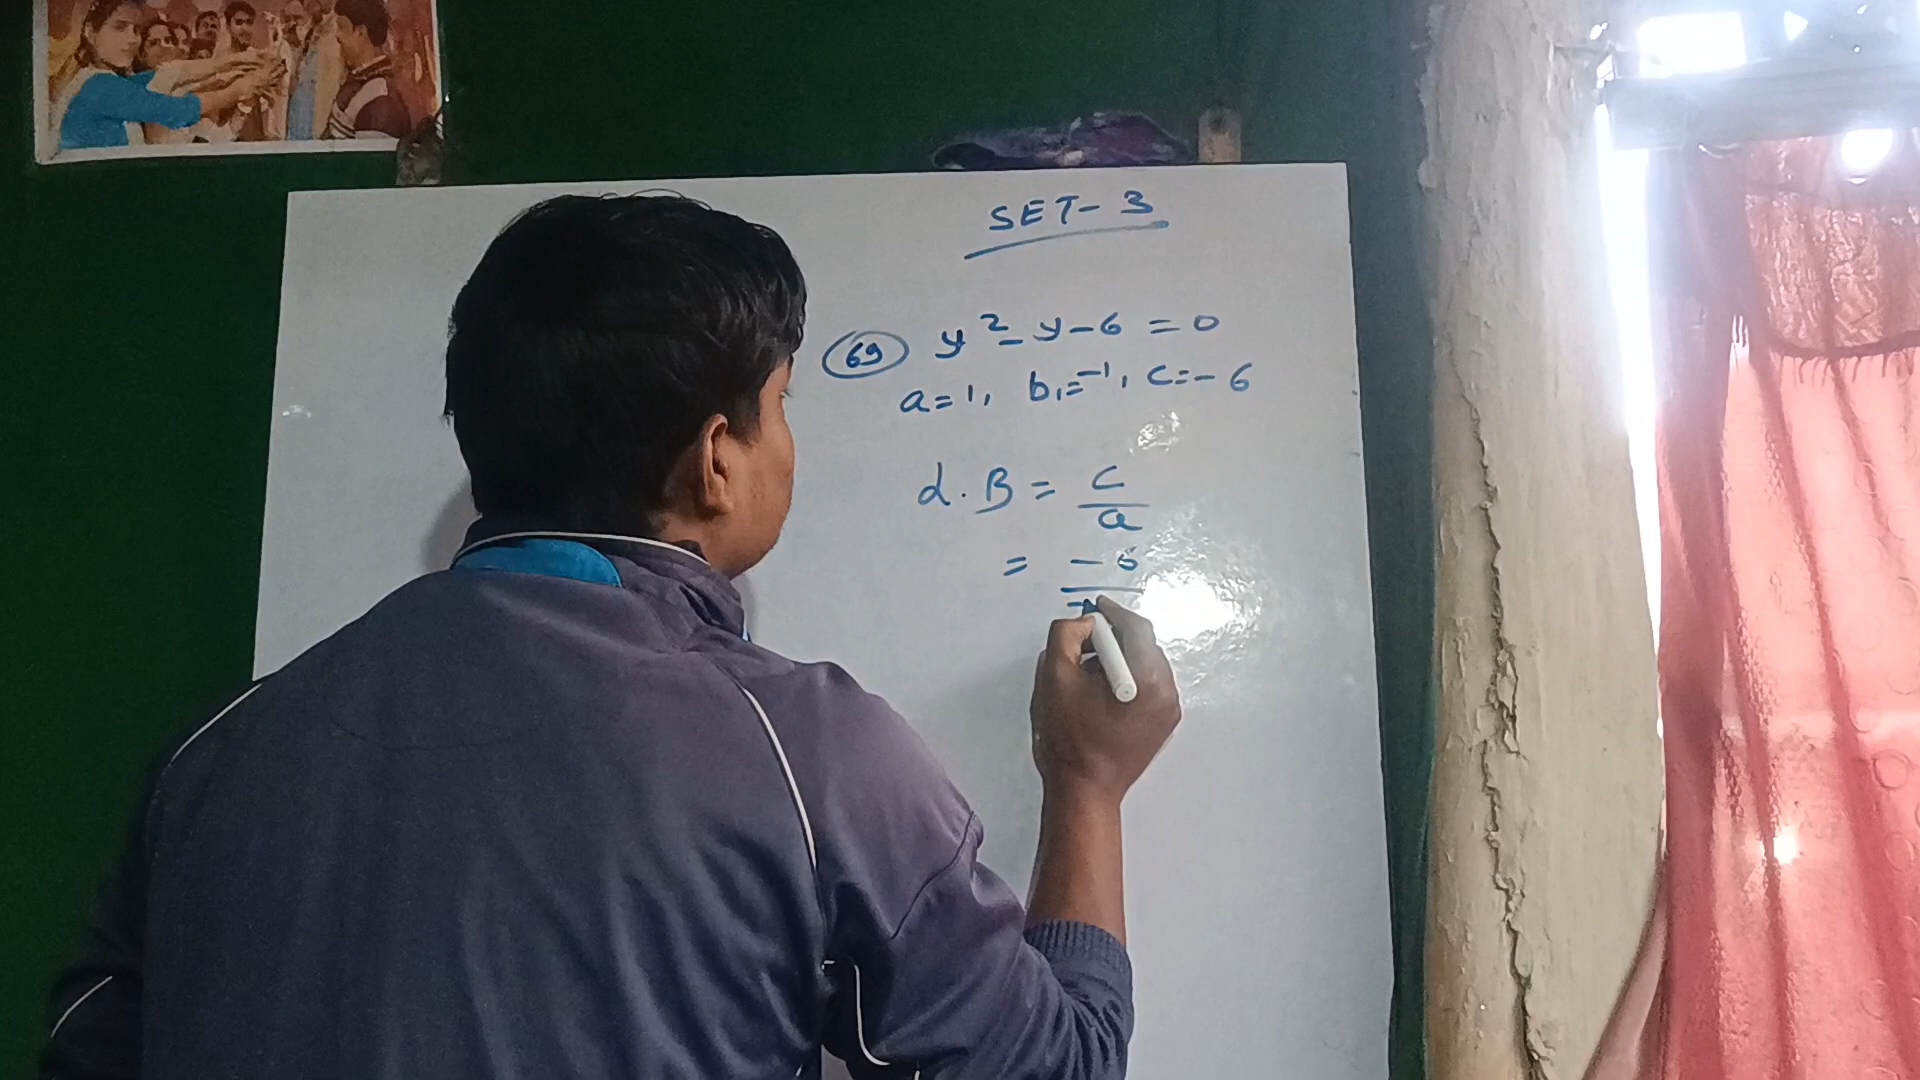 SET-3
69 y² - y - 6 = 0
a = 1, b = -1, c = - 6
α . β = c/a
= - 6